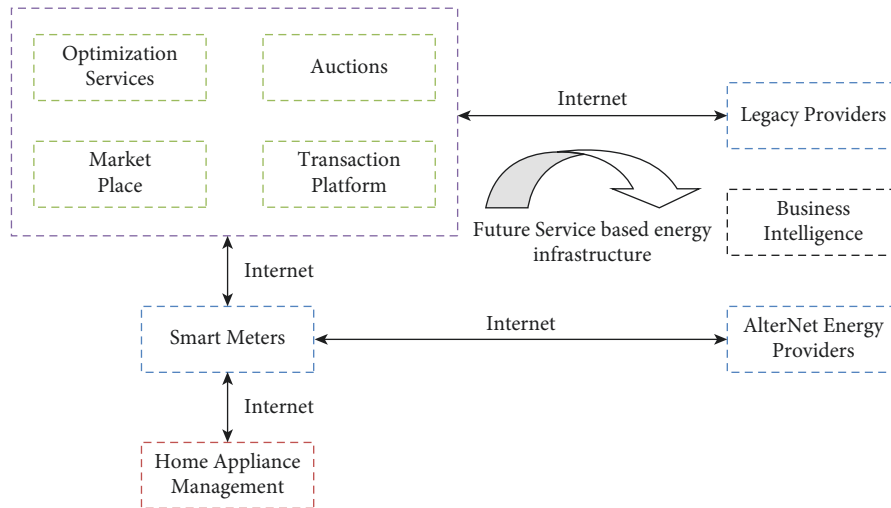 Optimization
Services
Auctions
Market
Place
Transaction
Platform
Internet
Legacy Providers
Future Service based energy
infrastructure
Business
Intelligence
Internet
Smart Meters
Internet
AlterNet Energy
Providers
Internet
Home Appliance
Management